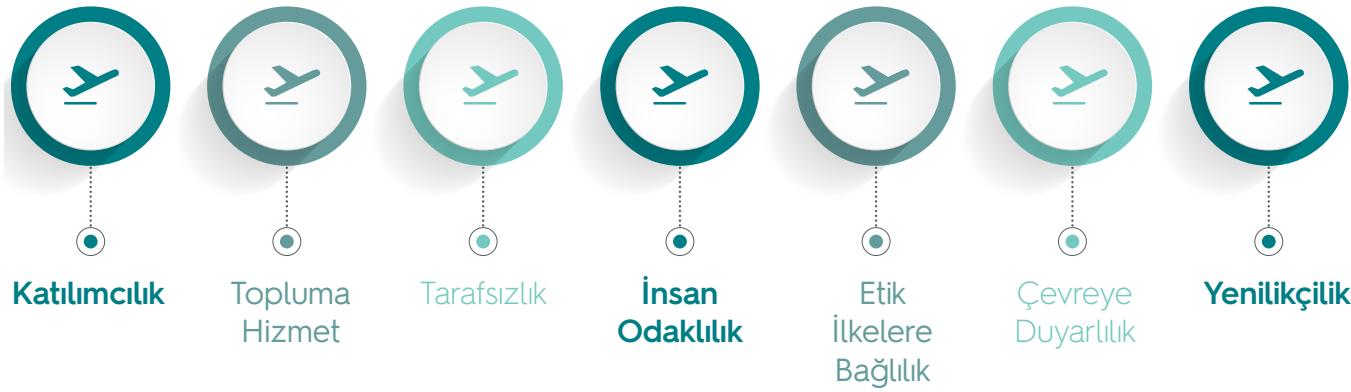 Katılımcılık
Topluma
Hizmet
Tarafsızlık
İnsan
Odaklılık
Etik
İlkelere
Bağlılık
Çevreye
Duyarlılık
Yenilikçilik